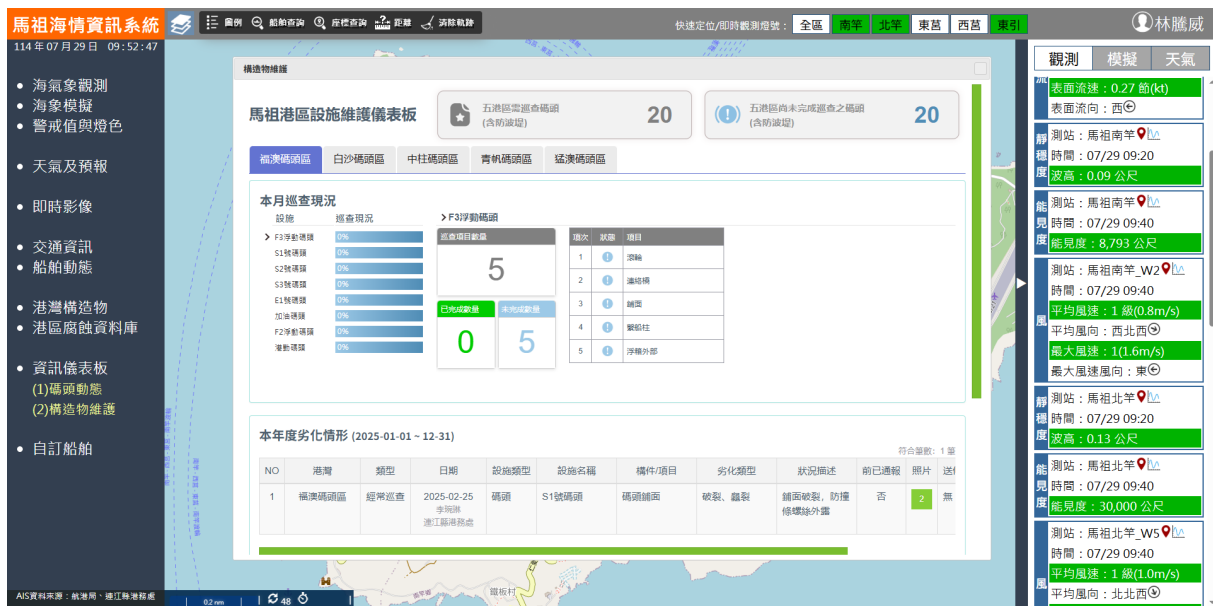 馬祖海情資訊系統
圖例 船舶查詢 座標查詢 距離 清除軌跡
快速定位/即時觀測燈號： 全區 南竿 北竿 東莒 西莒 東引
林騰威
114 年 07 月 29 日 09:52:47
海氣象觀測
海象模擬
警戒值與燈色
天氣及預報
即時影像
交通資訊
船舶動態
港灣構造物
港區腐蝕資料庫
資訊儀表板
(1)碼頭動態
(2)構造物維護
自訂船舶
AIS資料來源：航港局、連江縣港務處
構造物維護
馬祖港區設施維護儀表板
五港區需巡查碼頭
(含防波堤)
20
五港區尚未完成巡查之碼頭
(含防波堤)
20
福澳碼頭區 白沙碼頭區 中柱碼頭區 青帆碼頭區 猛澳碼頭區
本月巡查現況
設施 巡查現況
F3浮動碼頭 0%
S1號碼頭 0%
S2號碼頭 0%
S3號碼頭 0%
E1號碼頭 0%
加油碼頭 0%
F2浮動碼頭 0%
港勤碼頭 0%
F3浮動碼頭
巡查項目數量
5
已完成數量 未完成數量
0 5
項次 狀態 項目
1 滾輪
2 連絡橋
3 鋪面
4 繫船柱
5 浮箱外部
本年度劣化情形 (2025-01-01 ~ 12-31)
符合筆數: 1 筆
NO 港灣 類型 日期 設施類型 設施名稱 構件/項目 劣化類型 狀況描述 前已通報 照片
1 福澳碼頭區 經常巡查 2025-02-25 碼頭 S1號碼頭 碼頭鋪面 破裂、龜裂 鋪面破裂，防撞 否 2 無
李琬琳 條螺絲外露
連江縣港務處
鐵板村
0.2 nm
48
觀測 模擬 天氣
流
表面流速：0.27 節(kt)
表面流向：西
靜穩度
測站：馬祖南竿
時間：07/29 09:20
波高：0.09 公尺
能見度
測站：馬祖南竿
時間：07/29 09:40
能見度：8,793 公尺
風
測站：馬祖南竿_W2
時間：07/29 09:40
平均風速：1 級(0.8m/s)
平均風向：西北西
最大風速：1(1.6m/s)
最大風速風向：東
靜穩度
測站：馬祖北竿
時間：07/29 09:20
波高：0.13 公尺
能見度
測站：馬祖北竿
時間：07/29 09:40
能見度：30,000 公尺
風
測站：馬祖北竿_W5
時間：07/29 09:40
平均風速：1 級(1.0m/s)
平均風向：北北西